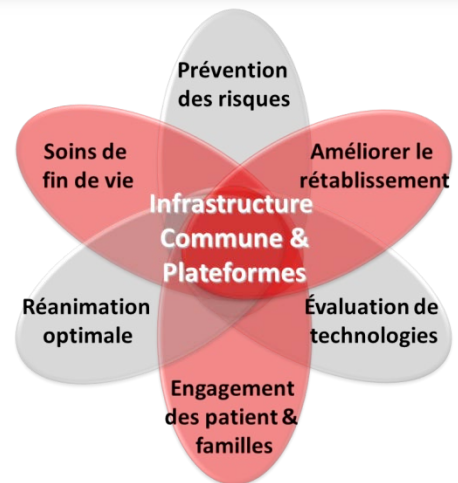 Prévention
des risques
Soins de
fin de vie
Améliorer le
rétablissement
Infrastructure
Commune &
Plateformes
Réanimation
optimale
Évaluation de
technologies
Engagement
des patient &
familles